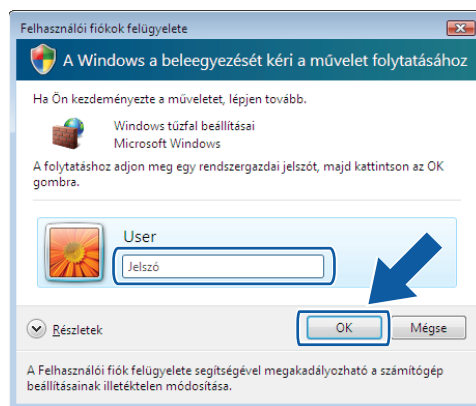 Felhasználói fiókok felügyelete
A Windows a beleegyezését kéri a művelet folytatásához
Ha Ön kezdeményezte a műveletet, lépjen tovább.
Windows tűzfal beállításai
Microsoft Windows
A folytatáshoz adjon meg egy rendszergazdai jelszót, majd kattintson az OK
gombra.
User
Jelszó
Részletek
OK
Mégse
A Felhasználói fiók felügyelete segítségével megakadályozható a számítógép
beállításainak illetéktelen módosítása.